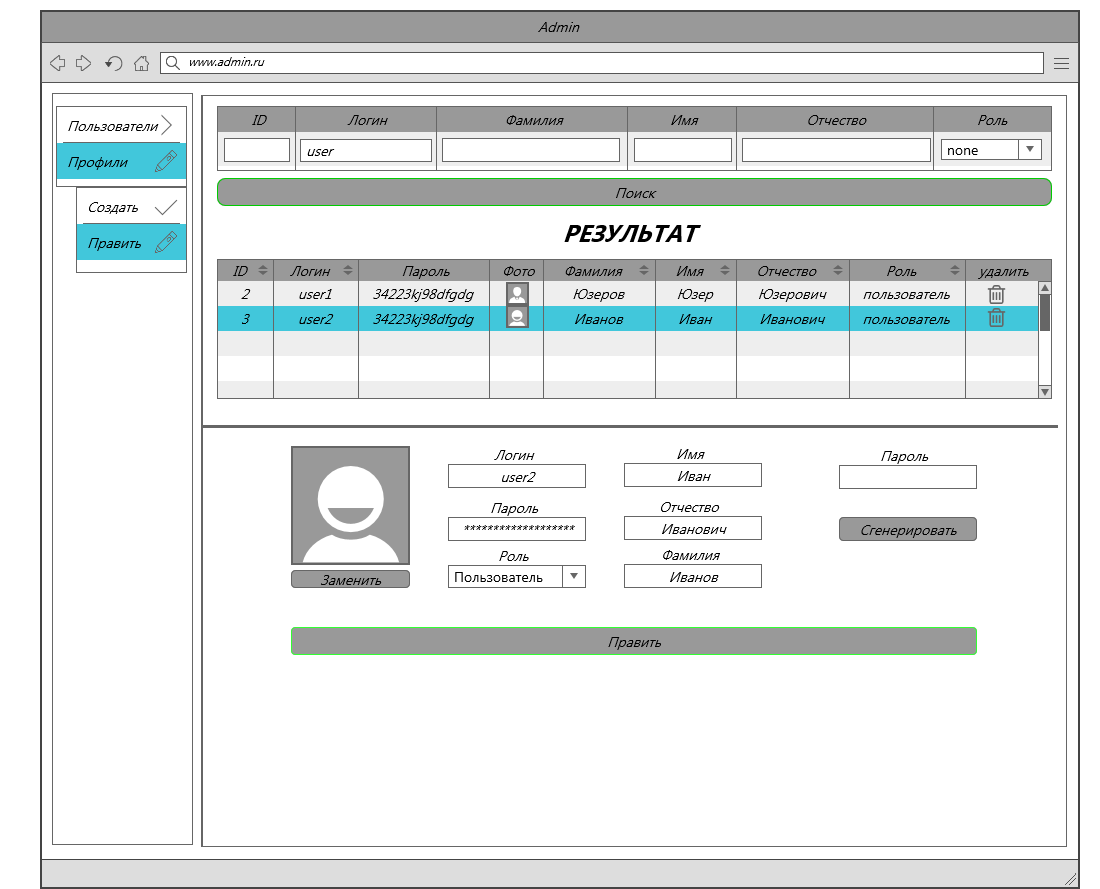 Admin
www.admin.ru
Пользователи
Профили
Создать
Править
ID Логин Фамилия Имя Отчество Роль
user none
Поиск
РЕЗУЛЬТАТ
ID Логин Пароль Фото Фамилия Имя Отчество Роль удалить
2 user1 34223kj98dfgdg Юзеров Юзер Юзерович пользователь
3 user2 34223kj98dfgdg Иванов Иван Иванович пользователь
Логин Имя Пароль
user2 Иван
Пароль Отчество
******************* Иванович Сгенерировать
Роль Фамилия
Заменить Пользователь Иванов
Править